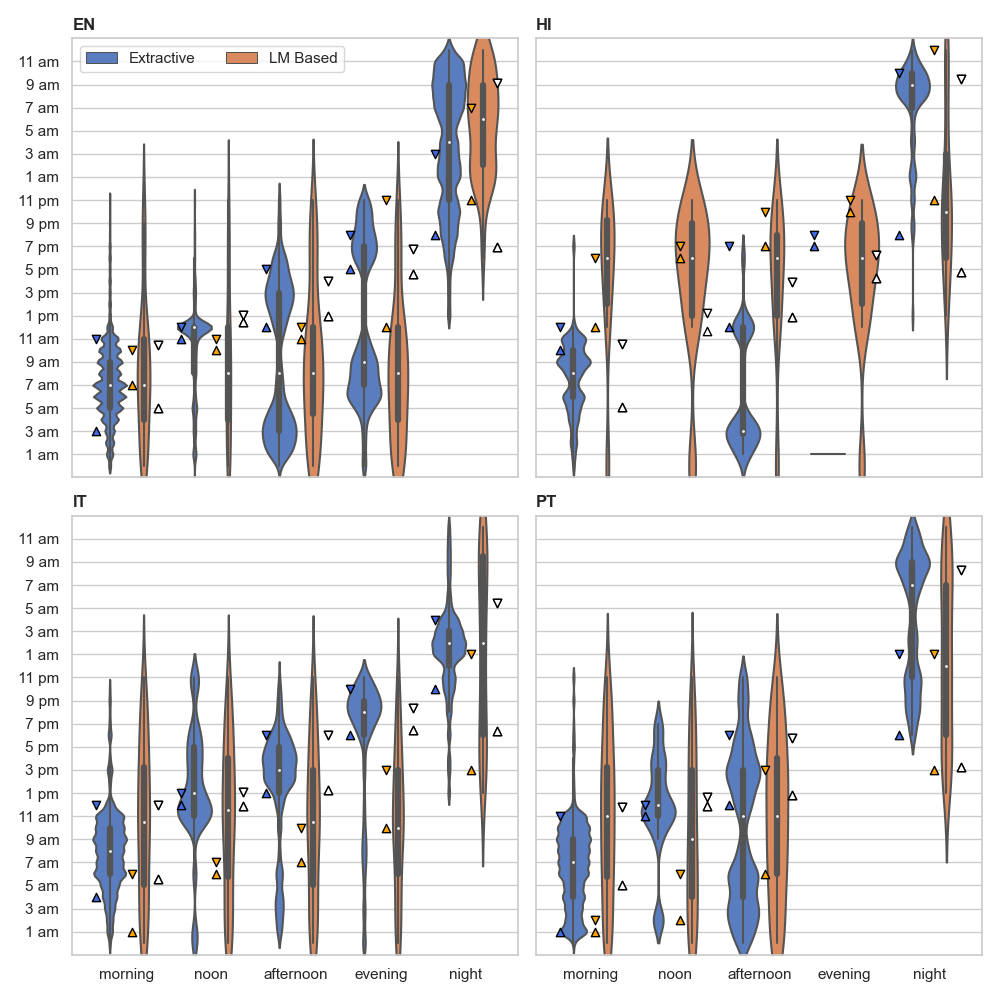 EN
HI
Extractive
LM Based
11 am
9 am
7 am
5 am
3 am
1 am
11 pm
9 pm
7 pm
5 pm
3 pm
1 pm
11 am
9 am
7 am
5 am
3 am
1 am
IT
PT
11 am
9 am
7 am
5 am
3 am
1 am
11 pm
9 pm
7 pm
5 pm
3 pm
1 pm
11 am
9 am
7 am
5 am
3 am
1 am
morning noon afternoon evening night
morning noon afternoon evening night